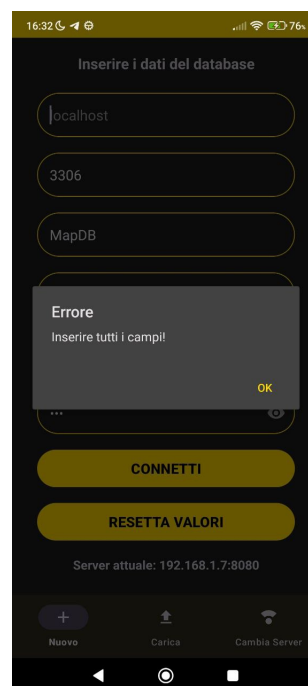 16:32 76%
Inserire i dati del database
localhost
3306
MapDB
Errore
Inserire tutti i campi!
OK
...
CONNETTI
RESETTA VALORI
Server attuale: 192.168.1.7:8080
Nuovo Carica Cambia Server